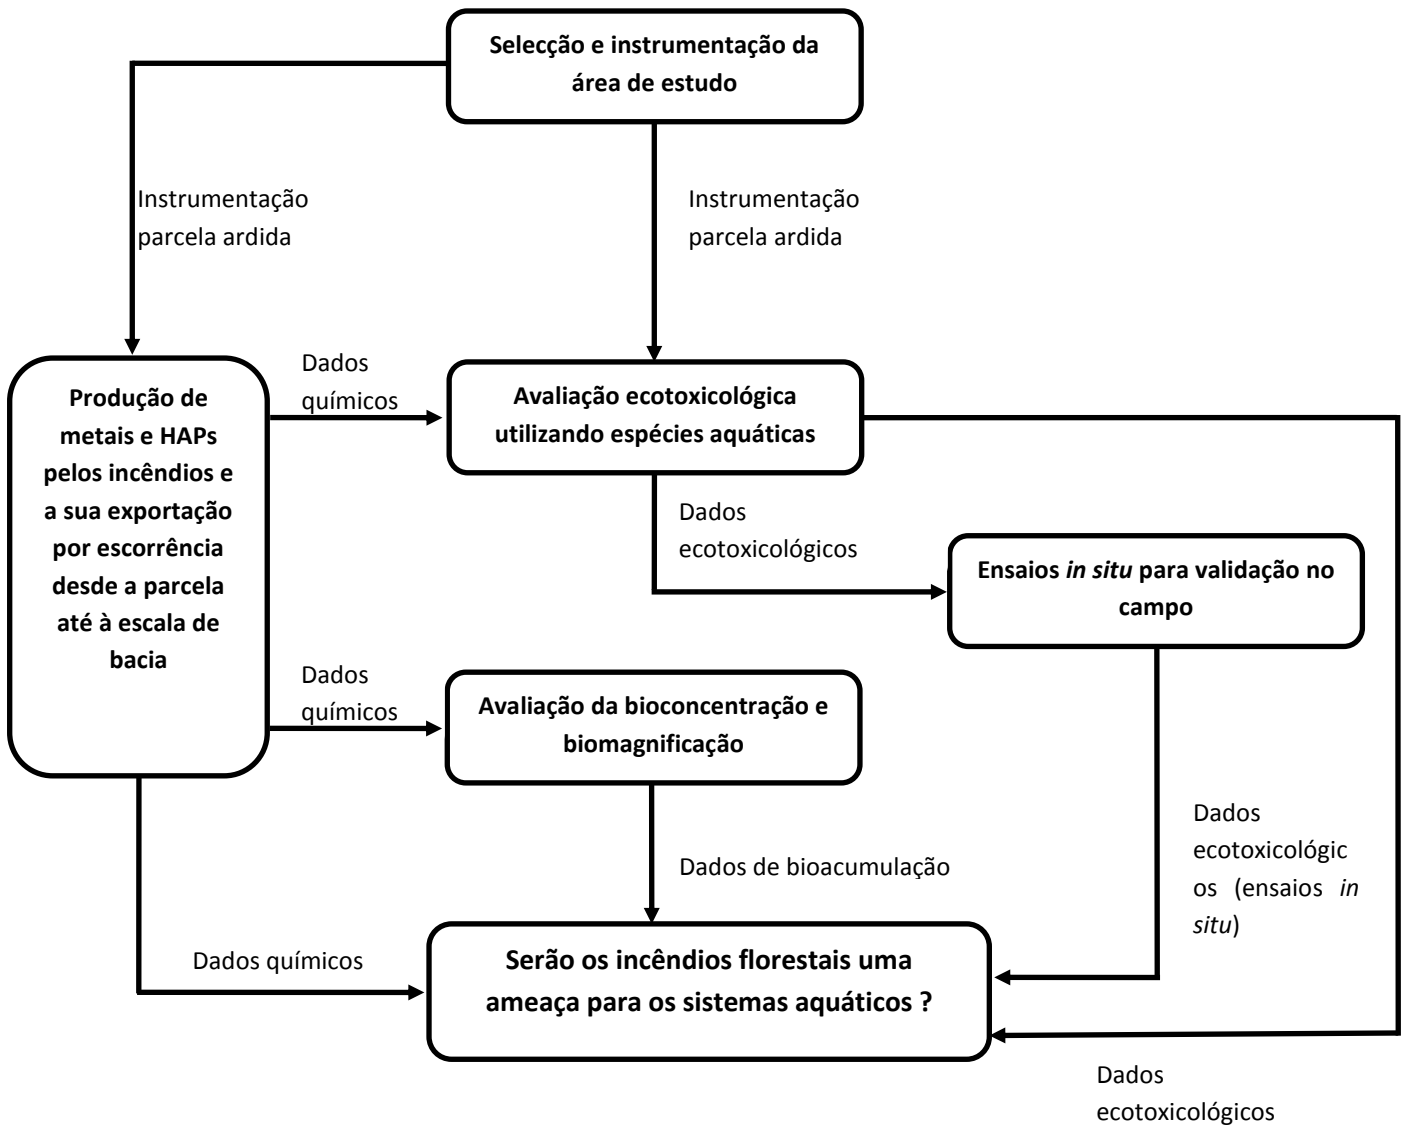 Selecção e instrumentação da
área de estudo
Instrumentação
parcela ardida
Instrumentação
parcela ardida
Produção de
metais e HAPs
pelos incêndios e
a sua exportação
por escorrência
desde a parcela
até à escala de
bacia
Dados
químicos
Avaliação ecotoxicológica
utilizando espécies aquáticas
Dados
ecotoxicológicos
Ensaios in situ para validação no
campo
Dados
químicos
Avaliação da bioconcentração e
biomagnificação
Dados de bioacumulação
Dados
ecotoxicológic
os (ensaios in
situ)
Dados químicos
Serão os incêndios florestais uma
ameaça para os sistemas aquáticos ?
Dados
ecotoxicológicos